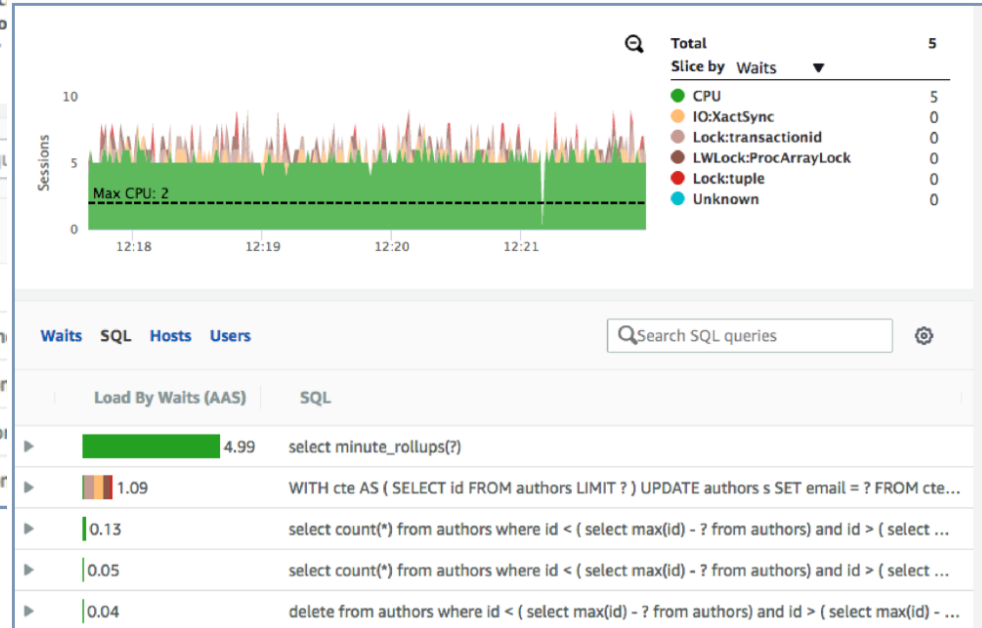 Total 5
Slice by Waits ▼
10
Sessions
5
Max CPU: 2
0
12:18 12:19 12:20 12:21
CPU 5
IO:XactSync 0
Lock:transactionid 0
LWLock:ProcArrayLock 0
Lock:tuple 0
Unknown 0
Waits SQL Hosts Users
Search SQL queries
Load By Waits (AAS) SQL
4.99 select minute_rollups(?)
1.09 WITH cte AS ( SELECT id FROM authors LIMIT ? ) UPDATE authors s SET email = ? FROM cte...
0.13 select count(*) from authors where id < ( select max(id) - ? from authors) and id > ( select ...
0.05 select count(*) from authors where id < ( select max(id) - ? from authors) and id > ( select ...
0.04 delete from authors where id < ( select max(id) - ? from authors) and id > ( select max(id) - ...